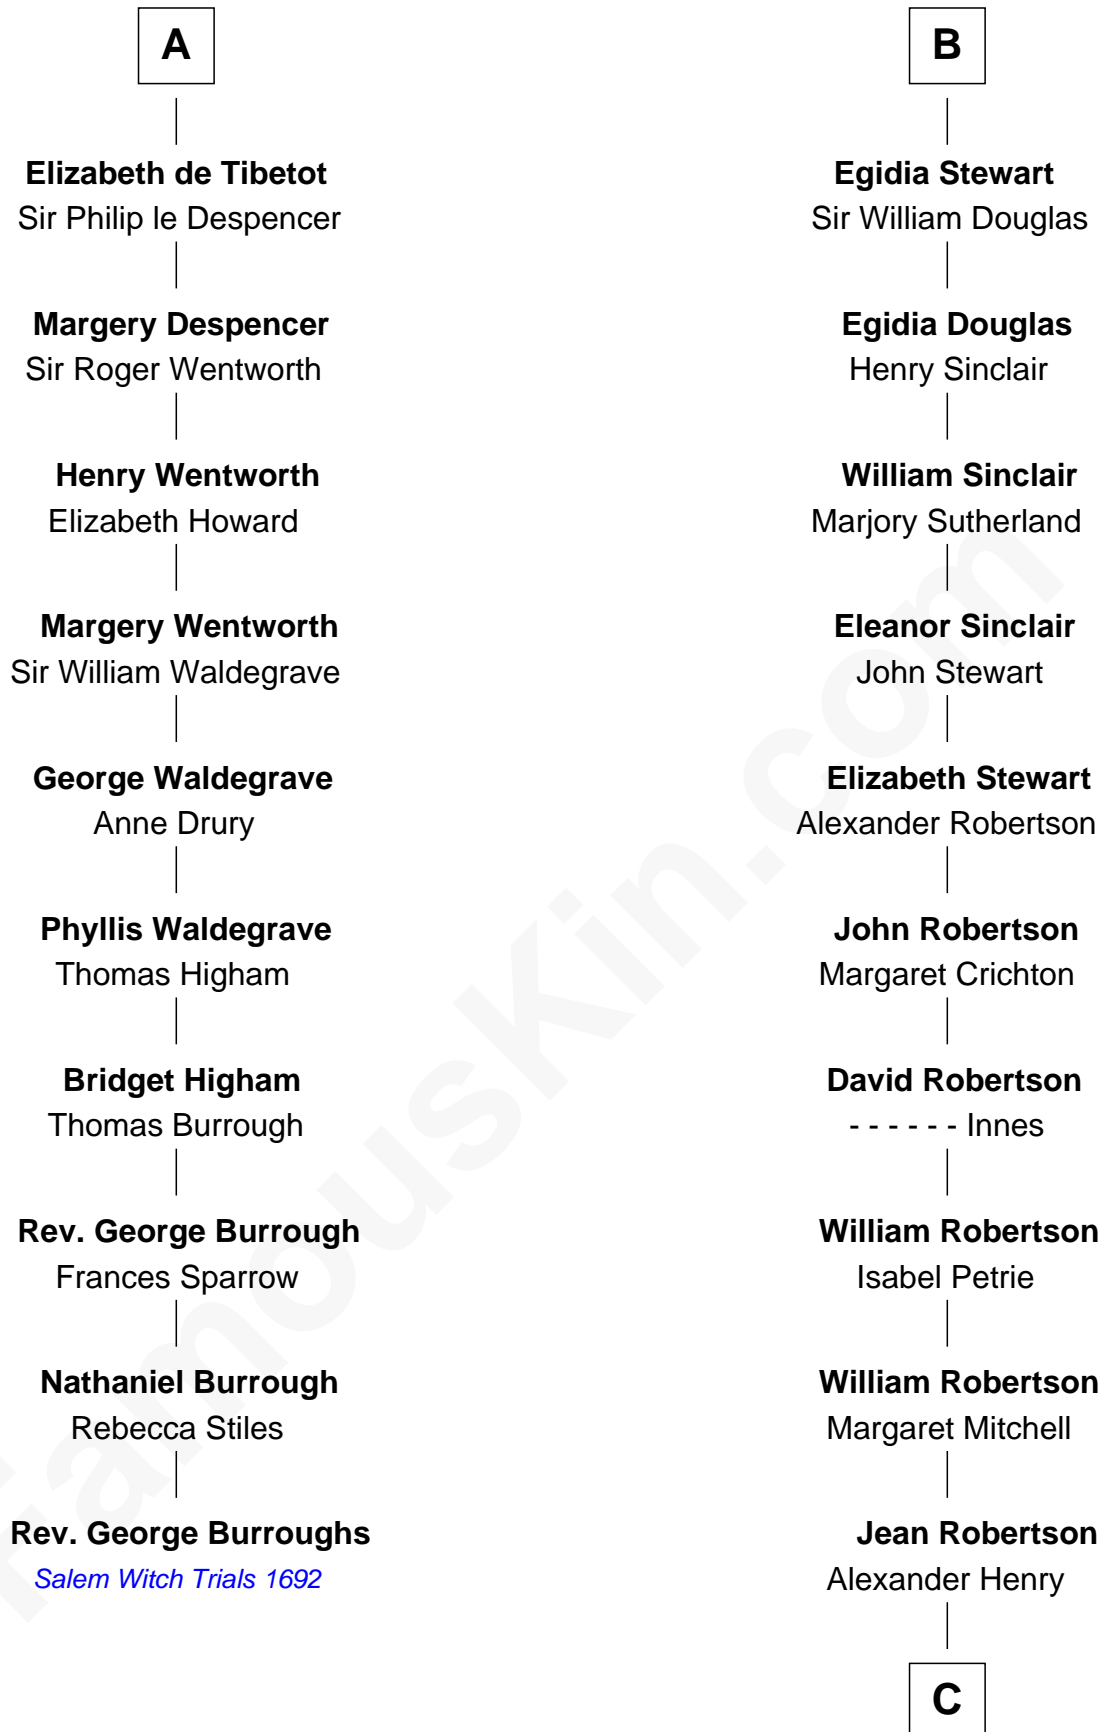 A
Elizabeth de Tibetot
Sir Philip le Despencer
Margery Despencer
Sir Roger Wentworth
Henry Wentworth
Elizabeth Howard
Margery Wentworth
Sir William Waldegrave
George Waldegrave
Anne Drury
Phyllis Waldegrave
Thomas Higham
Bridget Higham
Thomas Burrough
Rev. George Burrough
Frances Sparrow
Nathaniel Burrough
Rebecca Stiles
Rev. George Burroughs
Salem Witch Trials 1692
B
Egidia Stewart
Sir William Douglas
Egidia Douglas
Henry Sinclair
William Sinclair
Marjory Sutherland
Eleanor Sinclair
John Stewart
Elizabeth Stewart
Alexander Robertson
John Robertson
Margaret Crichton
David Robertson
- - - - - - Innes
William Robertson
Isabel Petrie
William Robertson
Margaret Mitchell
Jean Robertson
Alexander Henry
C
FamousKin.com